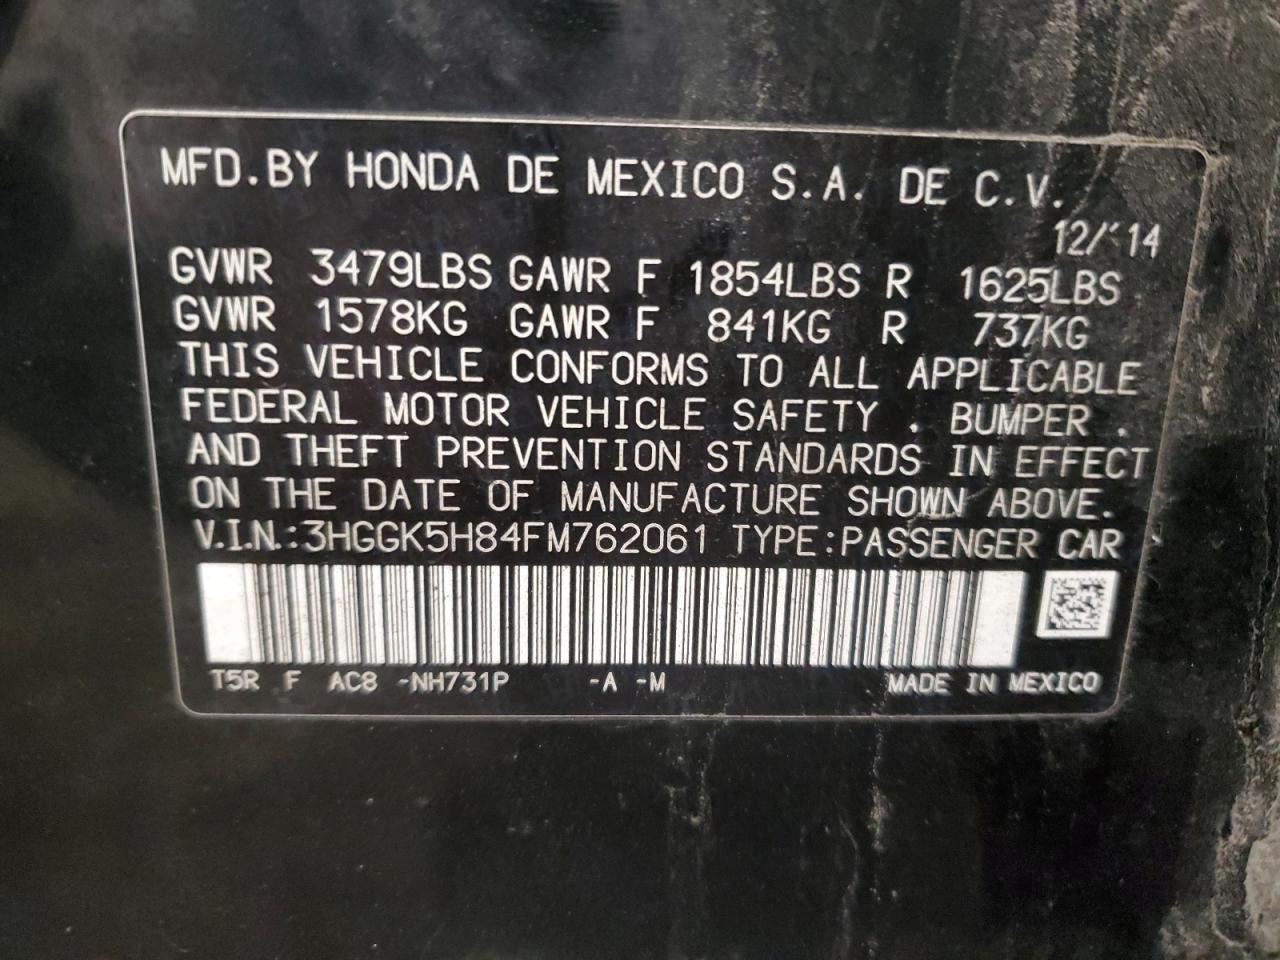 MFD.BY HONDA DE MEXICO S.A. DE C.V.
12/'14
GVWR 3479LBS GAWR F 1854LBS R 1625LBS
GVWR 1578KG GAWR F 841KG R 737KG
THIS VEHICLE CONFORMS TO ALL APPLICABLE
FEDERAL MOTOR VEHICLE SAFETY , BUMPER ,
AND THEFT PREVENTION STANDARDS IN EFFECT
ON THE DATE OF MANUFACTURE SHOWN ABOVE.
V.I.N.:3HGGK5H84FM762061 TYPE:PASSENGER CAR
T5R F AC8 -NH731P -A -M MADE IN MEXICO